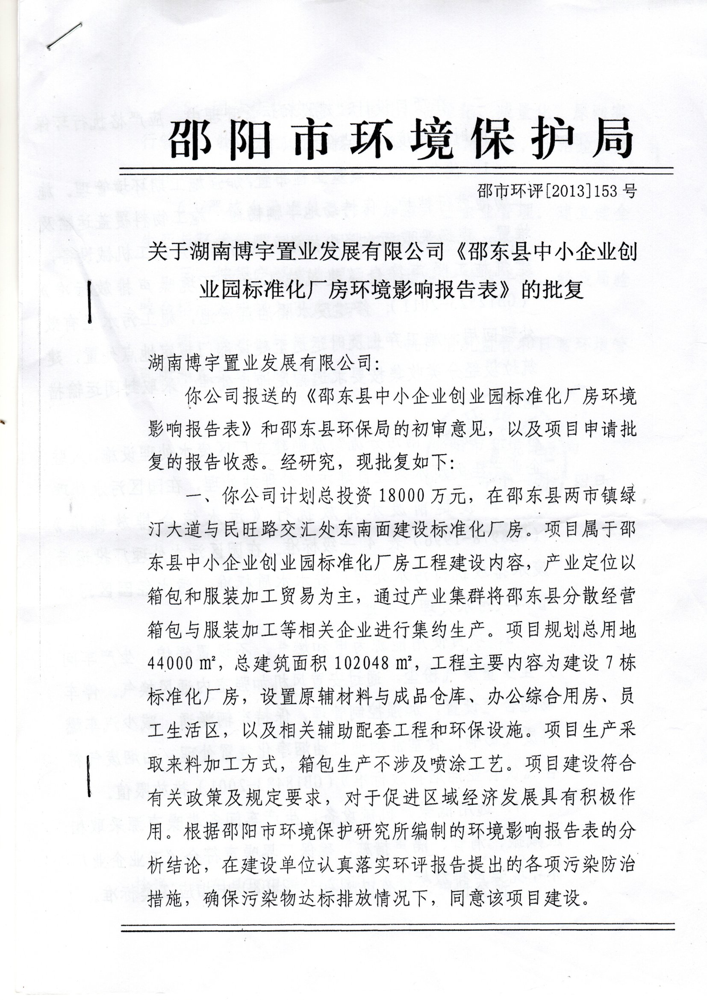 邵阳市环境保护局
邵市环评[2013]153号
关于湖南博宇置业发展有限公司《邵东县中小企业创
业园标准化厂房环境影响报告表》的批复
湖南博宇置业发展有限公司：
你公司报送的《邵东县中小企业创业园标准化厂房环境
影响报告表》和邵东县环保局的初审意见，以及项目申请批
复的报告收悉。经研究，现批复如下：
一、你公司计划总投资18000万元，在邵东县两市镇绿
汀大道与民旺路交汇处东南面建设标准化厂房。项目属于邵
东县中小企业创业园标准化厂房工程建设内容，产业定位以
箱包和服装加工贸易为主，通过产业集群将邵东县分散经营
箱包与服装加工等相关企业进行集约生产。项目规划总用地
44000㎡，总建筑面积102048㎡，工程主要内容为建设7栋
标准化厂房，设置原辅材料与成品仓库、办公综合用房、员
工生活区，以及相关辅助配套工程和环保设施。项目生产采
取来料加工方式，箱包生产不涉及喷涂工艺。项目建设符合
有关政策及规定要求，对于促进区域经济发展具有积极作
用。根据邵阳市环境保护研究所编制的环境影响报告表的分
析结论，在建设单位认真落实环评报告提出的各项污染防治
措施，确保污染物达标排放情况下，同意该项目建设。